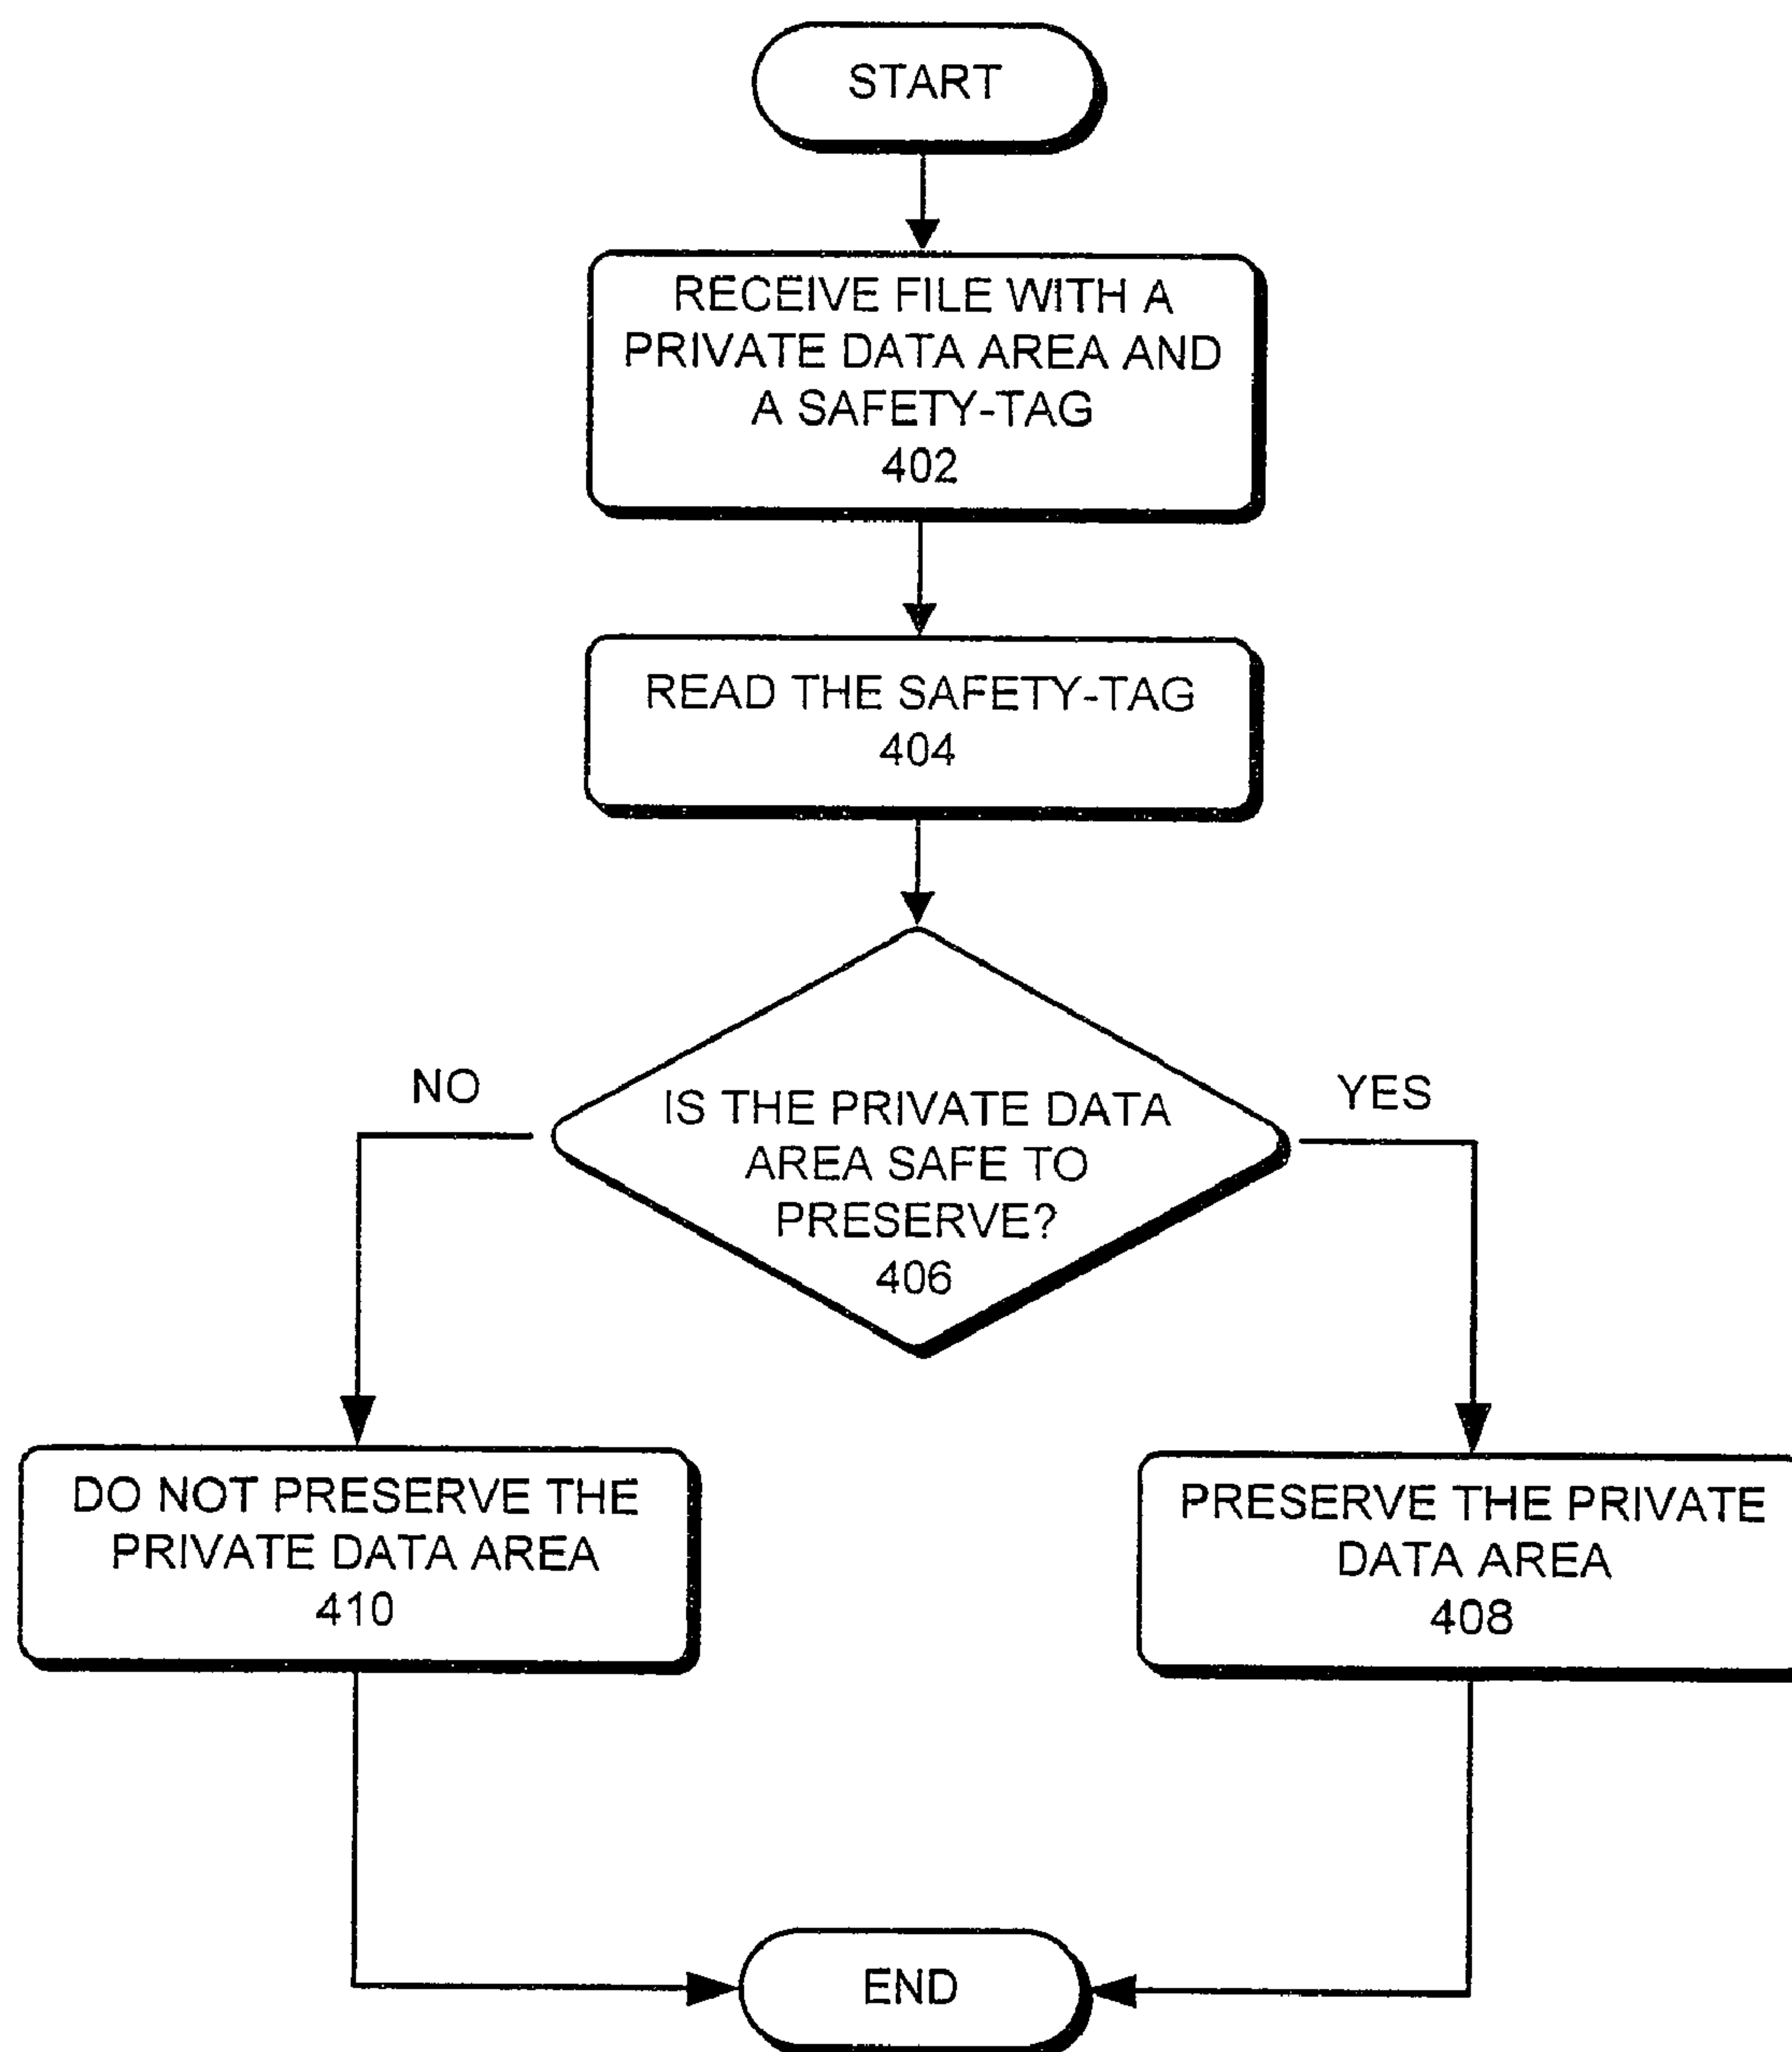 START
RECEIVE FILE WITH A
PRIVATE DATA AREA AND
A SAFETY-TAG
402
READ THE SAFETY-TAG
404
NO
YES
IS THE PRIVATE DATA
AREA SAFE TO
PRESERVE?
406
DO NOT PRESERVE THE
PRIVATE DATA AREA
410
PRESERVE THE PRIVATE
DATA AREA
408
END